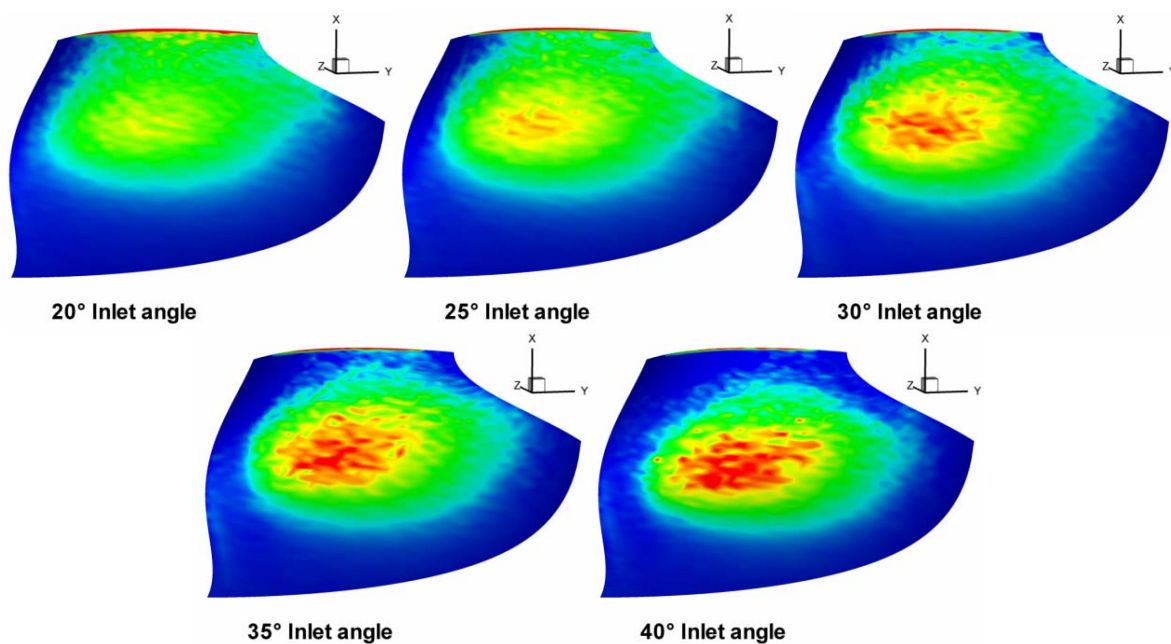 X
Z
Y
X
Z
Y
X
Z
Y
20° Inlet angle
25° Inlet angle
30° Inlet angle
X
Z
Y
X
Z
Y
35° Inlet angle
40° Inlet angle